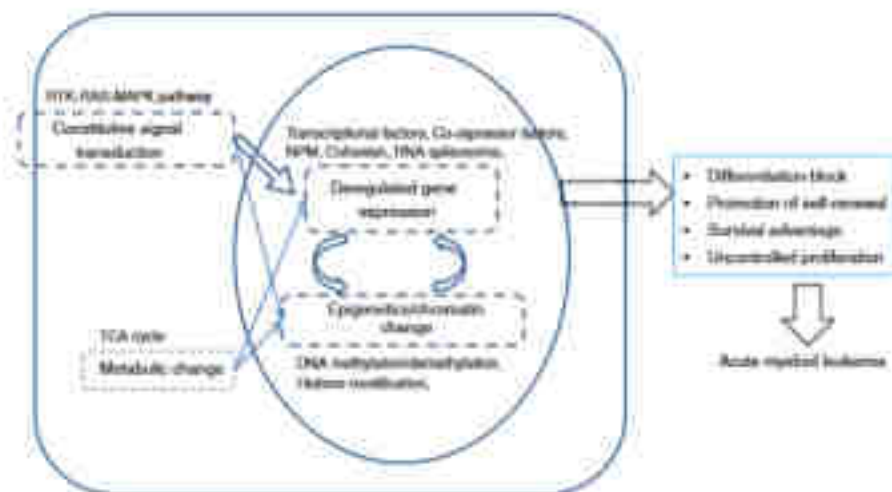 RTK-RAS-MAPK pathway
Constitutive signal
transduction
Transcriptional factors, Co-repressor factors,
NPM, Cohesin, RNA splicesome,
Deregulated gene
expression
Epigenetics/chromatin
change
DNA methylation/demethylation,
Histone modification,
TCA cycle
Metabolic change
• Differentiation block
• Promotion of self-renewal
• Survival advantage
• Uncontrolled proliferation
Acute myeloid leukemia